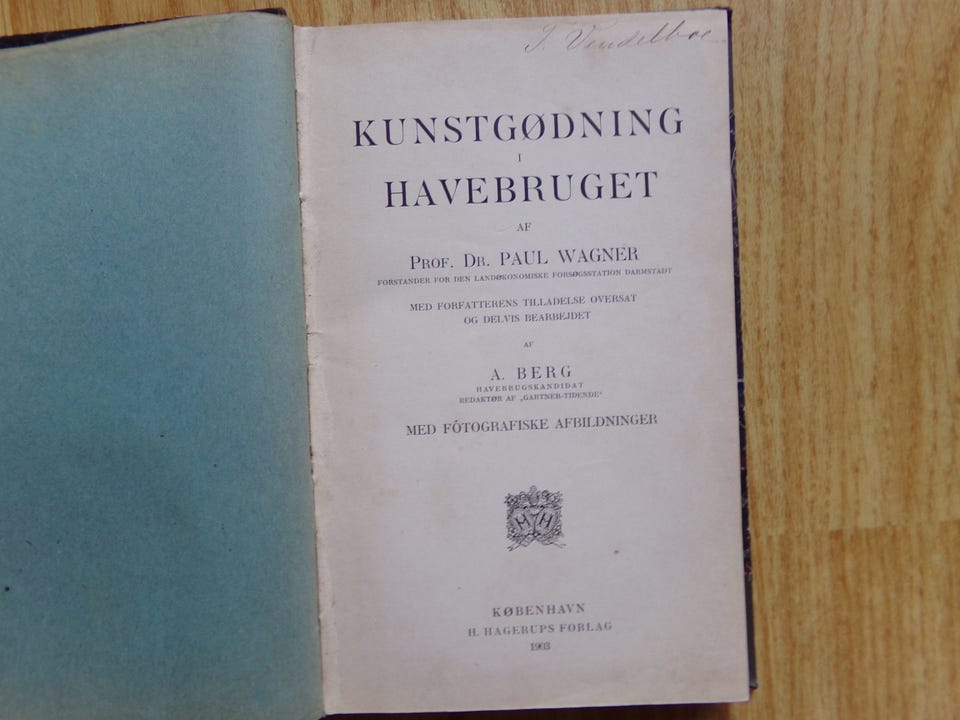 J. Vendelboe
KUNSTGØDNING
I
HAVEBRUGET
AF
PROF. DR. PAUL WAGNER
FORSTANDER FOR DEN LANDØKONOMISKE FORSØGSSTATION DARMSTADT
MED FORFATTERENS TILLADELSE OVERSAT
OG DELVIS BEARBEJDET
AF
A. BERG
HAVEBRUGSKANDIDAT
REDAKTØR AF „GARTNER-TIDENDE“
MED FOTOGRAFISKE AFBILDNINGER
H H
KØBENHAVN
H. HAGERUPS FORLAG
1903